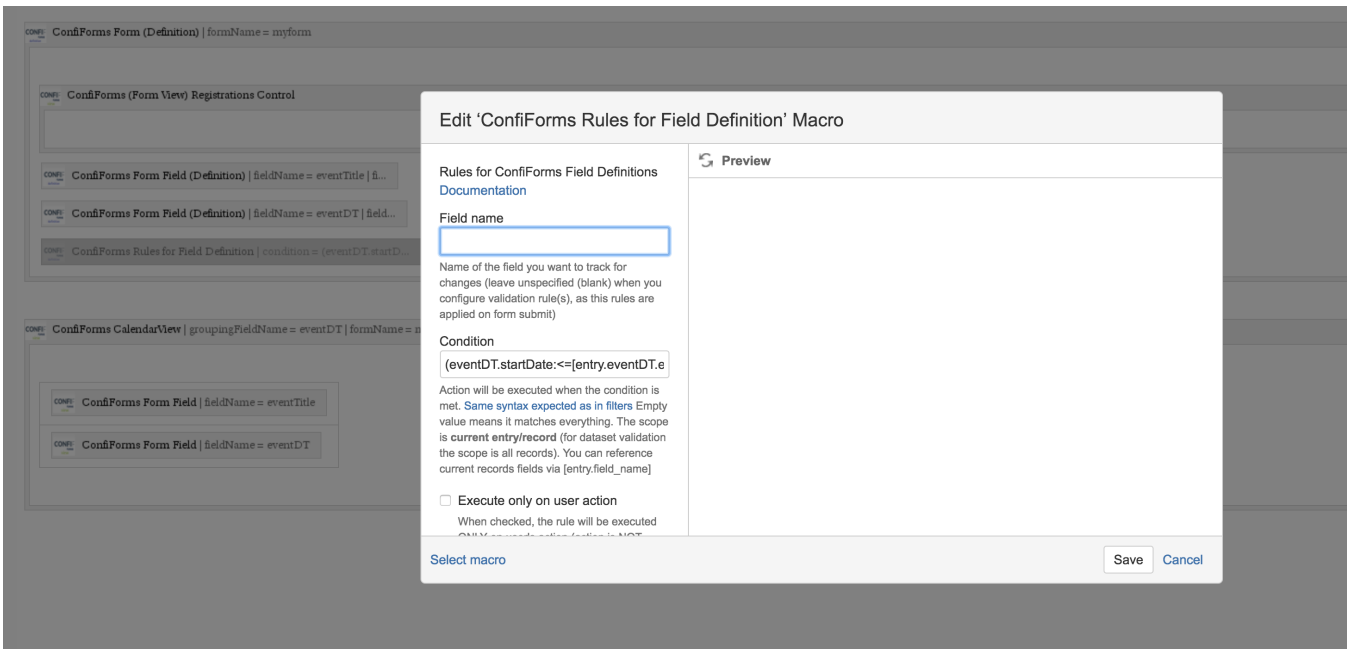 ConfiForms Form (Definition) | formName = myform
ConfiForms (Form View) Registrations Control
ConfiForms Form Field (Definition) | fieldName = eventTitle | fi...
ConfiForms Form Field (Definition) | fieldName = eventDT | field...
ConfiForms Rules for Field Definition | condition = (eventDT.startD...
ConfiForms CalendarView | groupingFieldName = eventDT | formName = m
ConfiForms Form Field | fieldName = eventTitle
ConfiForms Form Field | fieldName = eventDT
Edit ‘ConfiForms Rules for Field Definition’ Macro
Rules for ConfiForms Field Definitions
Documentation
Field name
Name of the field you want to track for
changes (leave unspecified (blank) when you
configure validation rule(s), as this rules are
applied on form submit)
Condition
(eventDT.startDate:<=[entry.eventDT.e
Action will be executed when the condition is
met. Same syntax expected as in filters Empty
value means it matches everything. The scope
is current entry/record (for dataset validation
the scope is all records). You can reference
current records fields via [entry.field_name]
Execute only on user action
When checked, the rule will be executed
Preview
Select macro
Save Cancel